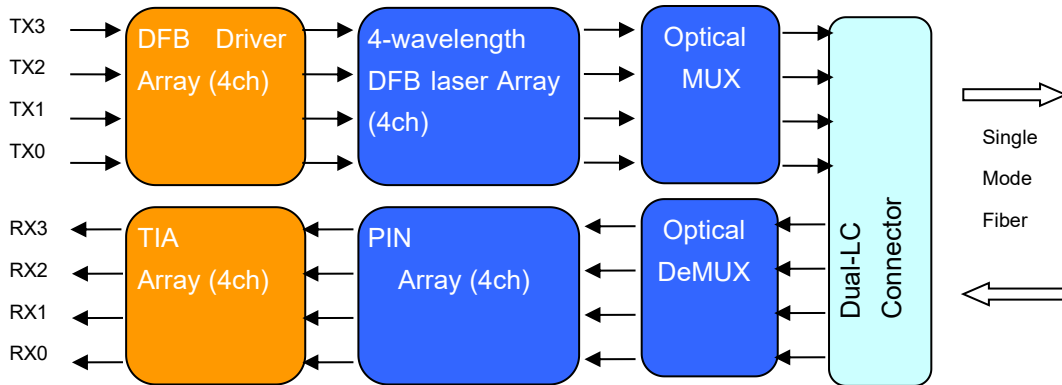 TX3
TX2
TX1
TX0
DFB Driver
Array (4ch)
4-wavelength
DFB laser Array
(4ch)
Optical
MUX
RX3
RX2
RX1
RX0
TIA
Array (4ch)
PIN
Array (4ch)
Optical
DeMUX
Dual-LC
Connector
Single
Mode
Fiber